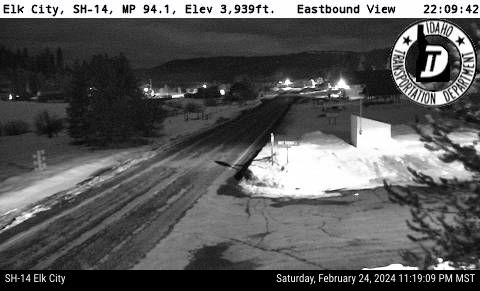 Elk City, SH-14, MP 94.1, Elev 3,939ft. Eastbound View 22:09:42
IDAHO
TRANSPORTATION DEPARTMENT
SH-14 Elk City Saturday, February 24, 2024 11:19:09 PM MST